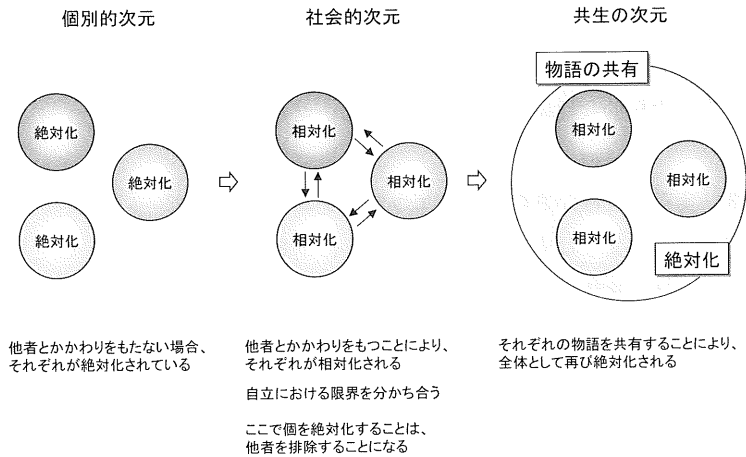 個別的次元
絶対化
絶対化
絶対化
他者とかかわりをもたない場合、
それぞれが絶対化されている
社会的次元
相対化
相対化
相対化
他者とかかわりをもつことにより、
それぞれが相対化される
自立における限界を分かち合う
ここで個を絶対化することは、
他者を排除することになる
共生の次元
物語の共有
相対化
相対化
相対化
絶対化
それぞれの物語を共有することにより、
全体として再び絶対化される